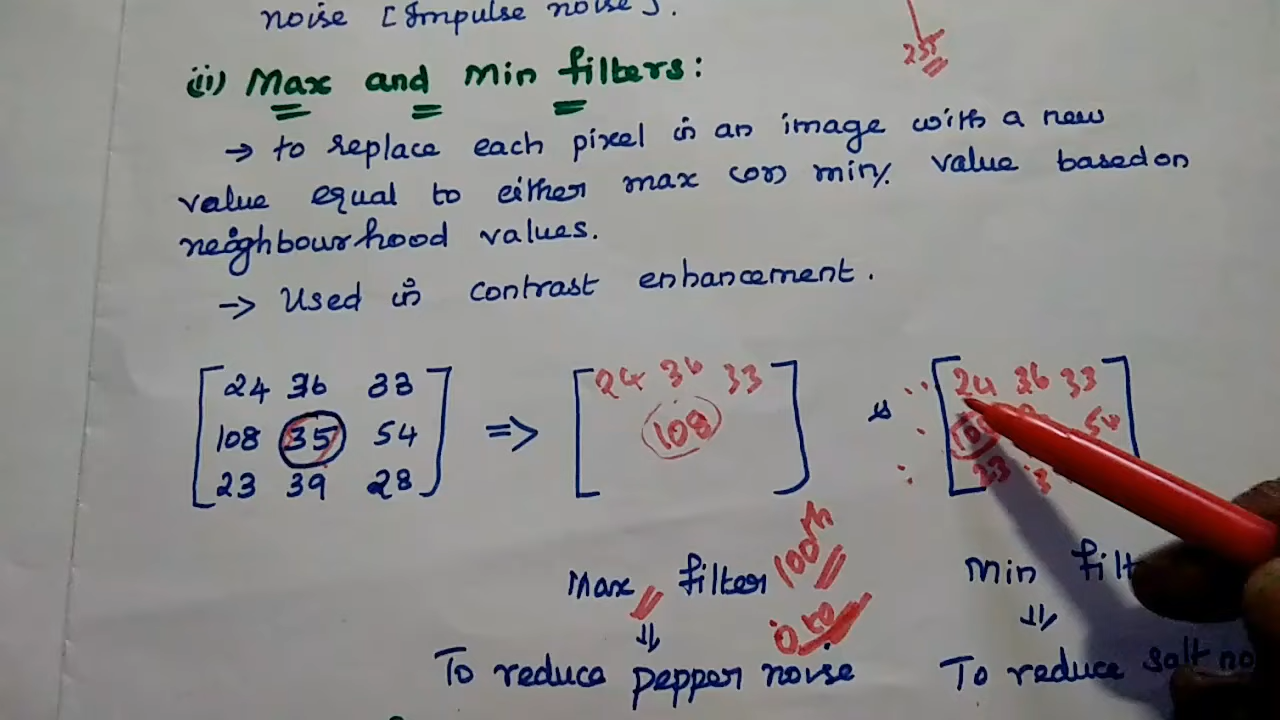 noise [Impulse noise].
255
(ii) Max and Min filters:
→ to replace each pixel in an image with a new
value equal to either max (or) min/. value based on
neighbourhood values.
→ Used in contrast enhancement.
24 36 33
108 35 54
23 39 28
⇒
24 36 33
108
24 36 33
54
23 3
Max filter 100th
Min filt
0th
To reduce pepper noise
To reduce salt no